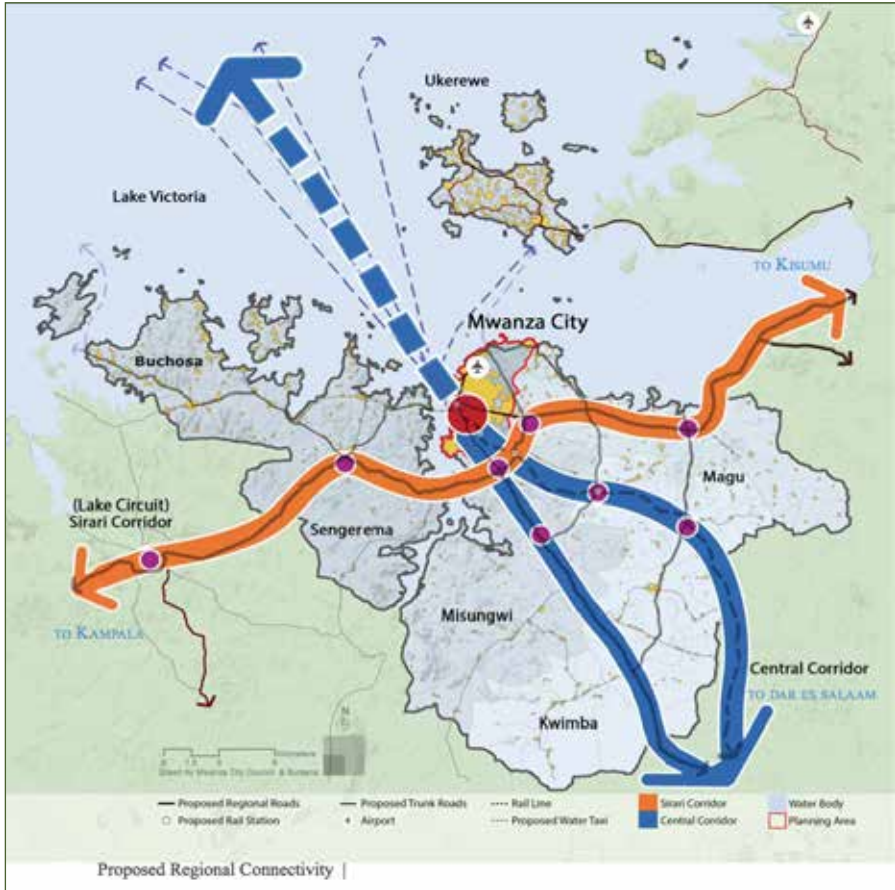 Ukerewe
Lake Victoria
TO KISUMU
Mwanza City
Buchosa
Magu
(Lake Circuit)
Sirari Corridor
Sengerema
TO KAMPALA
Misungwi
Central Corridor
TO DAR ES SALAAM
Kwimba
Kilometers
Proposed Regional Roads
Proposed Trunk Roads
Rail Line
Sirari Corridor
Water Body
Proposed Rail Station
Airport
Proposed Water Taxi
Central Corridor
Planning Area
Proposed Regional Connectivity |